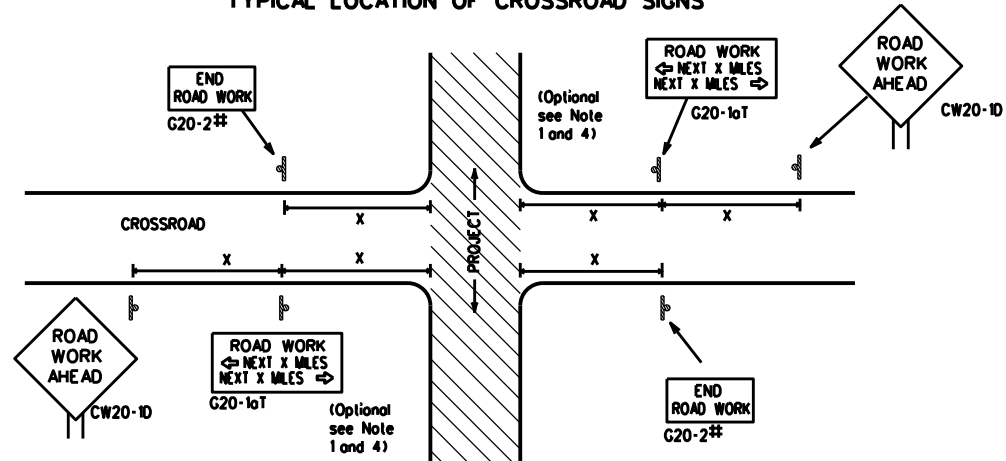 TYPICAL LOCATION OF CROSSROAD SIGNS
END
ROAD WORK
G20-2#
(Optional
see Note
1 and 4)
ROAD WORK
⇦ NEXT X MILES
NEXT X MILES ⇨
G20-1aT
ROAD
WORK
AHEAD
CW20-1D
CROSSROAD
X
X
X
PROJECT
X
X
X
ROAD
WORK
AHEAD
CW20-1D
ROAD WORK
⇦ NEXT X MILES
NEXT X MILES ⇨
G20-1aT
(Optional
see Note
1 and 4)
END
ROAD WORK
G20-2#